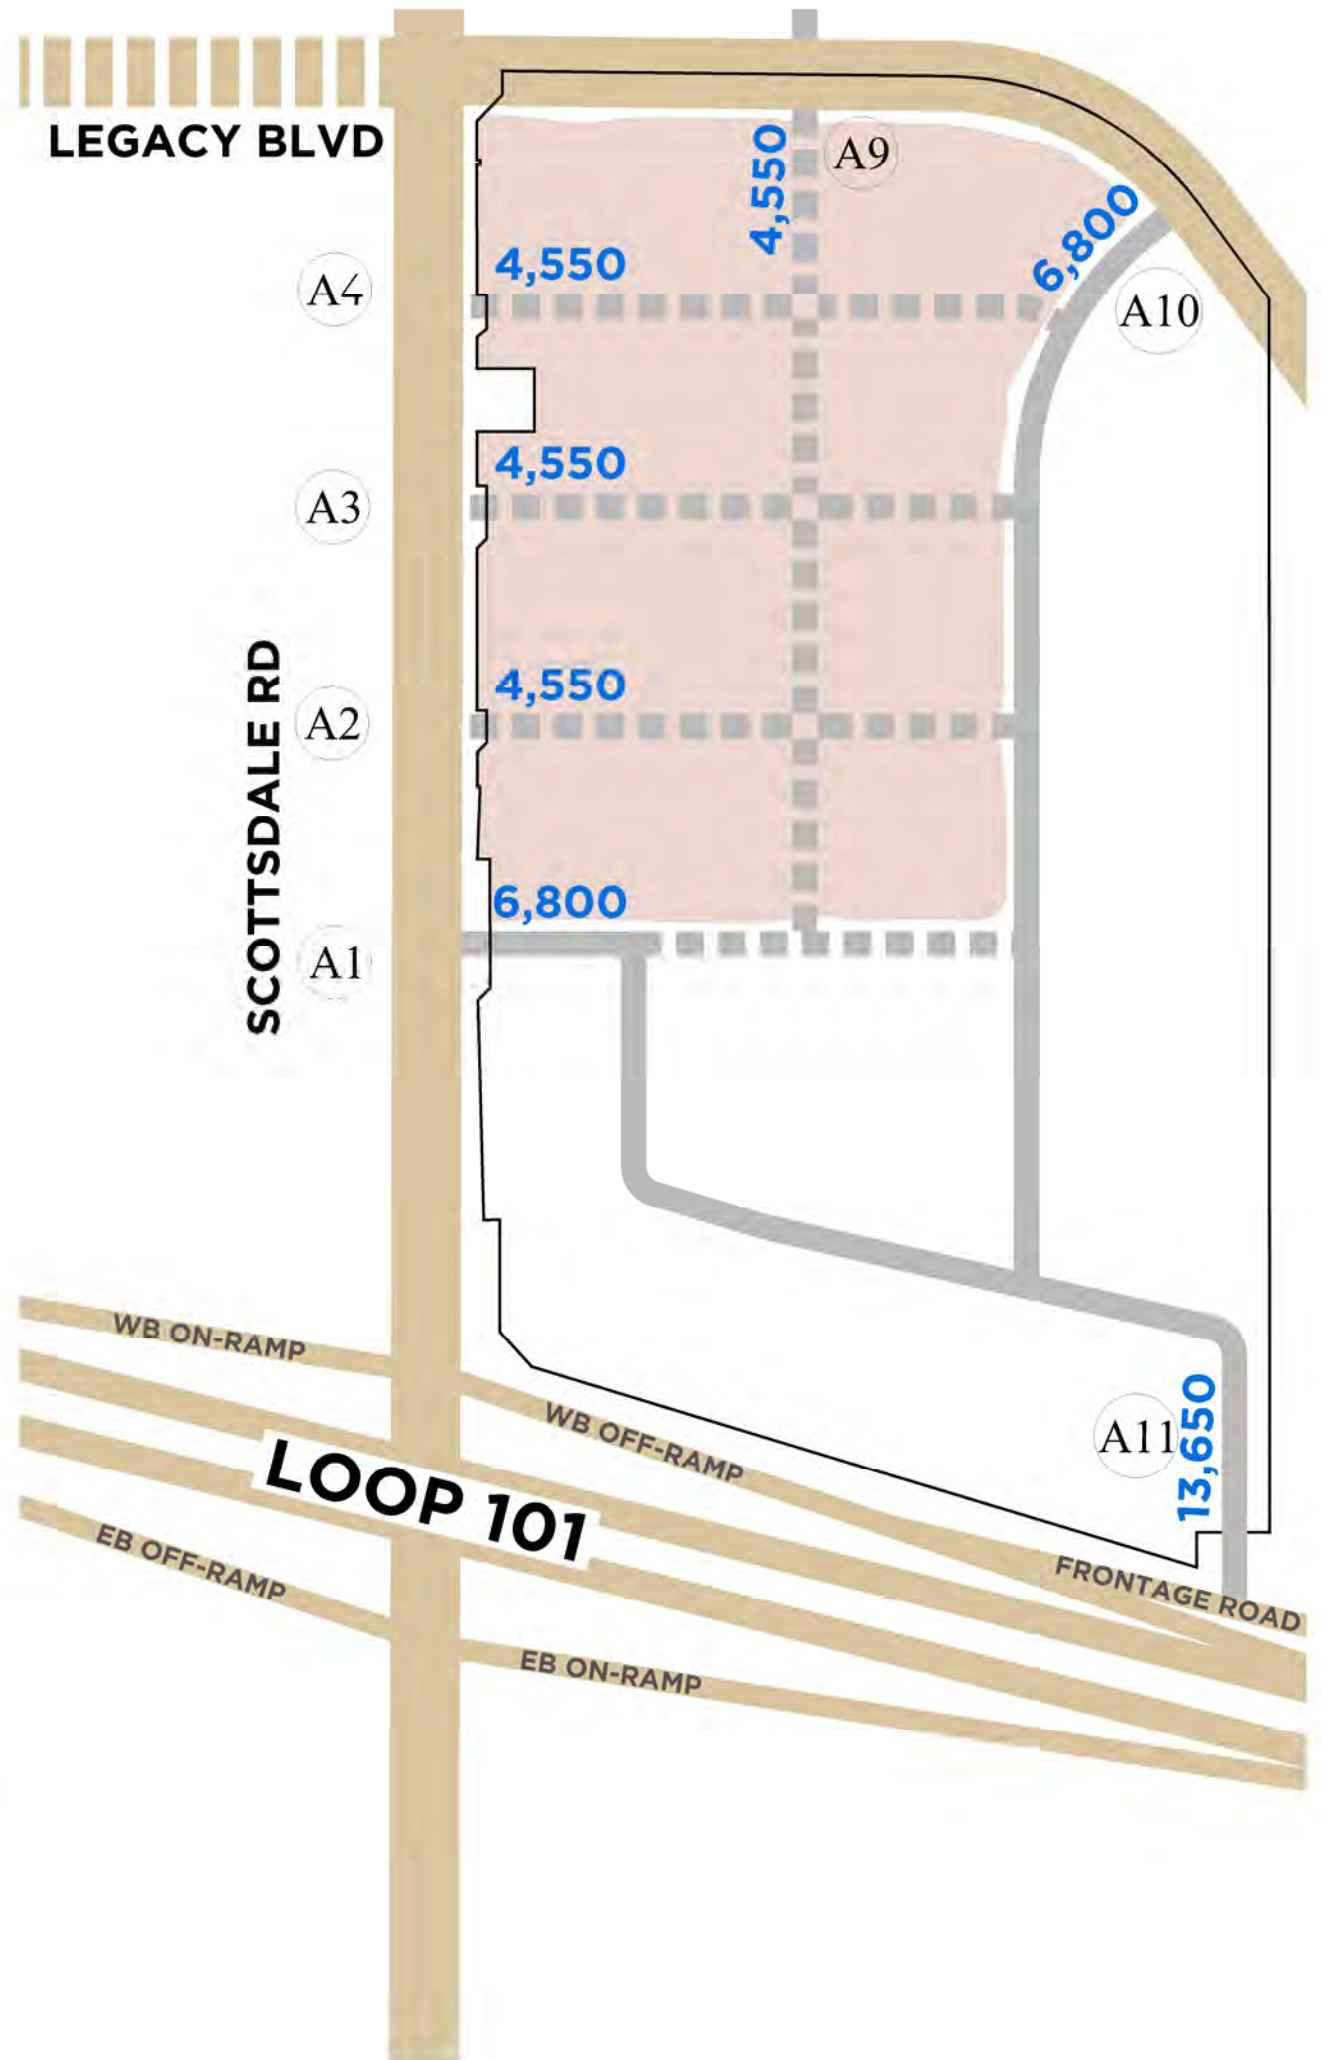 LEGACY BLVD
4,550
A9
6,800
4,550
A4
A10
4,550
A3
SCOTTSDALE RD
4,550
A2
6,800
A1
WB ON-RAMP
WB OFF-RAMP
A11
13,650
LOOP 101
EB OFF-RAMP
FRONTAGE ROAD
EB ON-RAMP